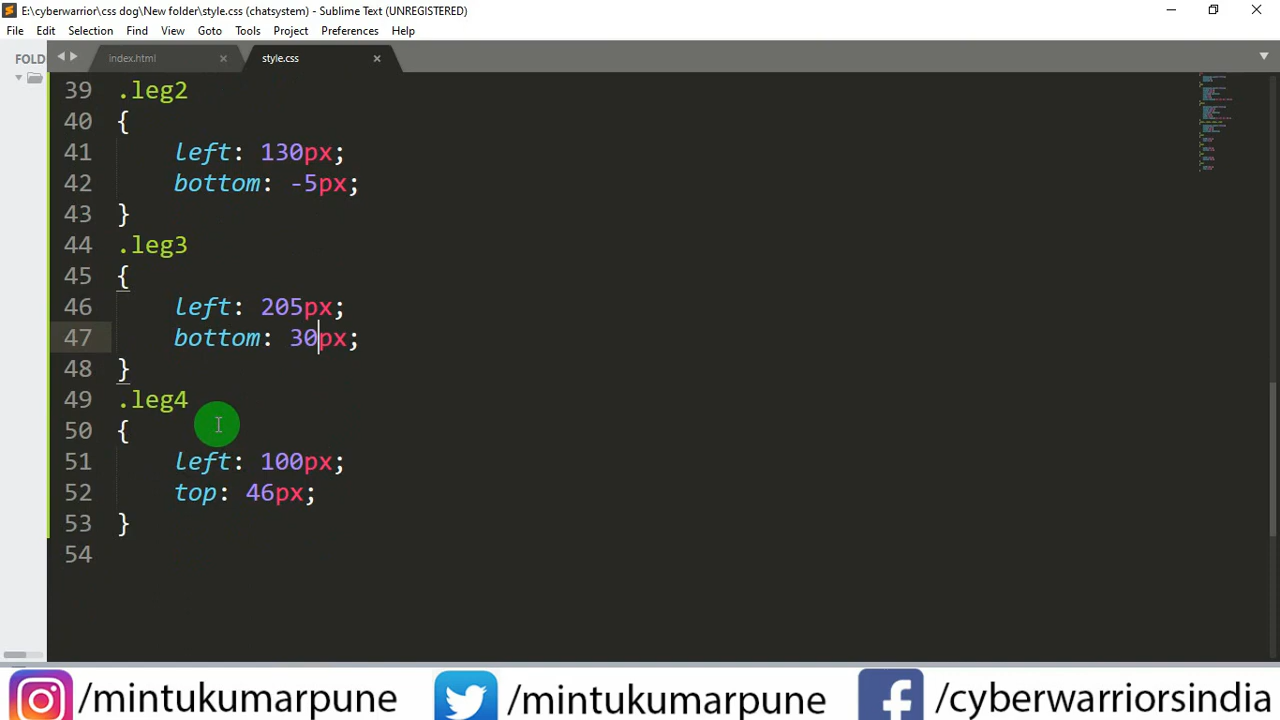 E:\cyberwarrior\css dog\New folder\style.css (chatsystem) - Sublime Text (UNREGISTERED)
File Edit Selection Find View Goto Tools Project Preferences Help
FOLD index.html style.css
39 .leg2
40 {
41 left: 130px;
42 bottom: -5px;
43 }
44 .leg3
45 {
46 left: 205px;
47 bottom: 30px;
48 }
49 .leg4
50 {
51 left: 100px;
52 top: 46px;
53 }
54
/mintukumarpune /mintukumarpune /cyberwarriorsindia